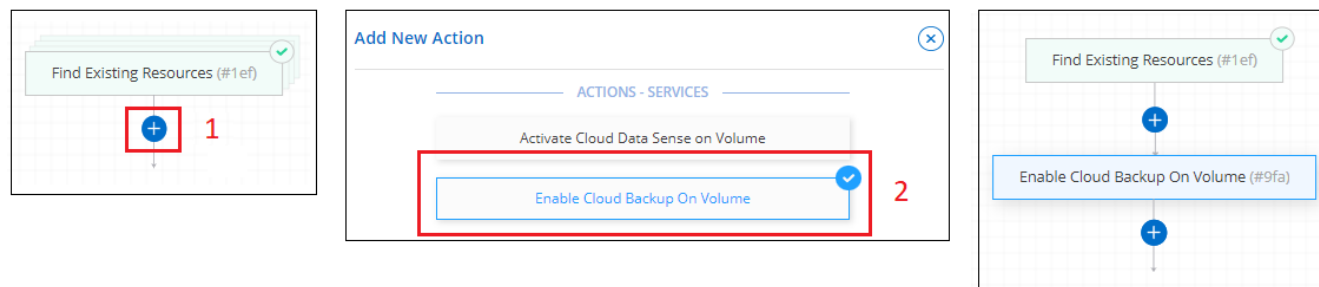 Find Existing Resources (#1ef)
1
Add New Action
ACTIONS - SERVICES
Activate Cloud Data Sense on Volume
Enable Cloud Backup On Volume
2
Find Existing Resources (#1ef)
Enable Cloud Backup On Volume (#9fa)